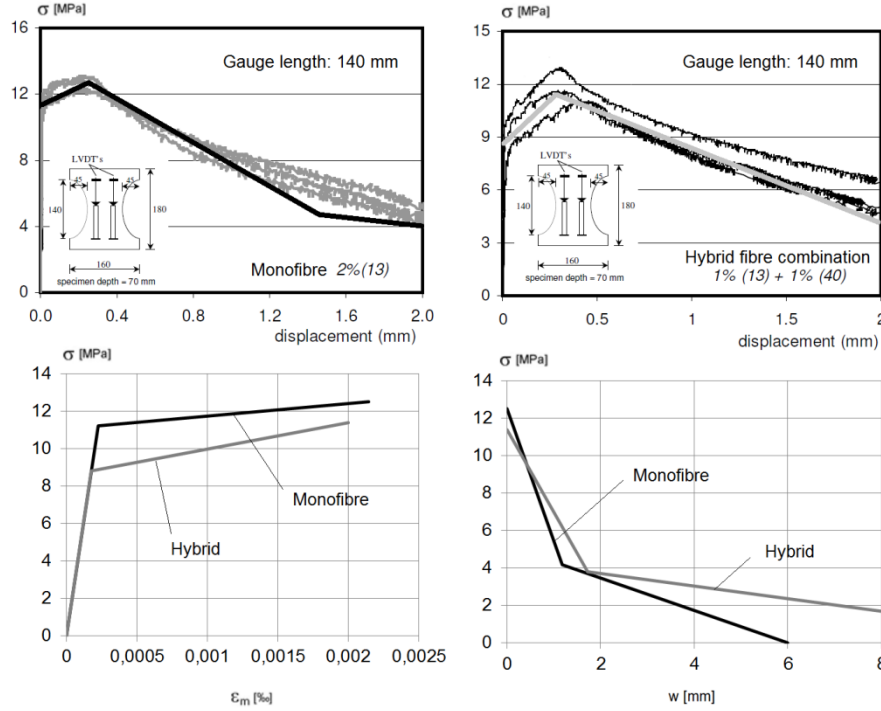 σ [MPa]
16
12
8
4
0
Gauge length: 140 mm
LVDT's
45
45
140
180
160
specimen depth = 70 mm
Monofibre 2%(13)
0.0
0.4
0.8
1.2
1.6
2.0
displacement (mm)
σ [MPa]
15
12
9
6
3
0
Gauge length: 140 mm
LVDT's
45
45
140
180
160
specimen depth = 70 mm
Hybrid fibre combination
1% (13) + 1% (40)
0
0.5
1
1.5
2
displacement (mm)
σ [MPa]
14
12
10
8
6
4
2
0
Monofibre
Hybrid
0
0,0005
0,001
0,0015
0,002
0,0025
εm [‰]
σ [MPa]
14
12
10
8
6
4
2
0
Monofibre
Hybrid
0
2
4
6
8
w [mm]